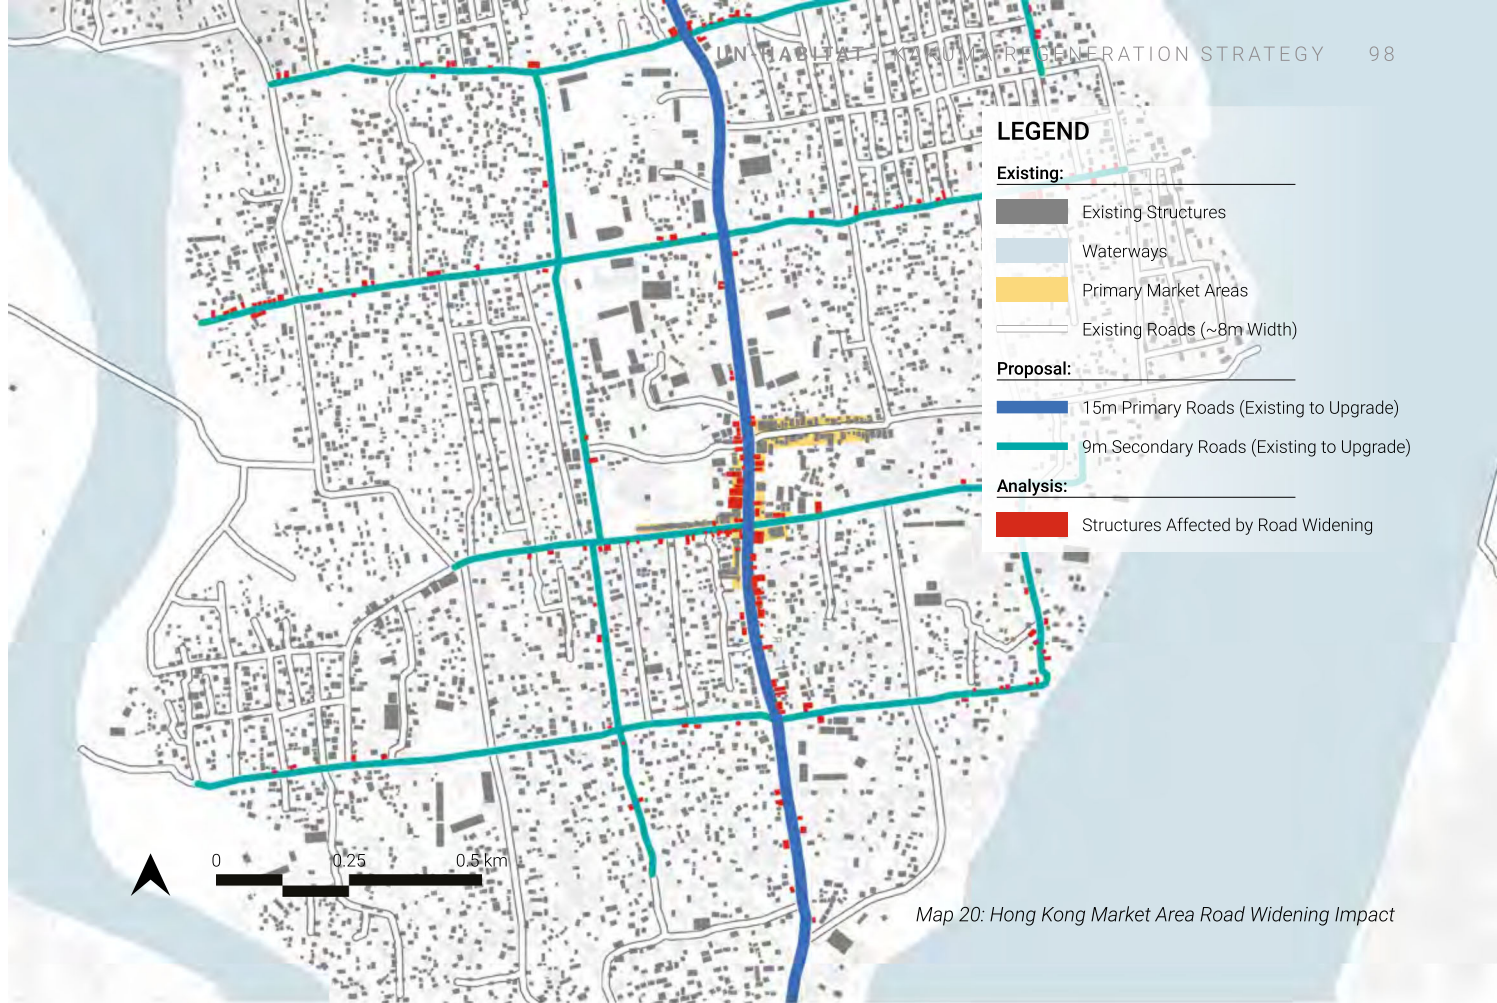 UN-HABITAT | KAKUMA REGENERATION STRATEGY 98
LEGEND
Existing:
Existing Structures
Waterways
Primary Market Areas
Existing Roads (~8m Width)
Proposal:
15m Primary Roads (Existing to Upgrade)
9m Secondary Roads (Existing to Upgrade)
Analysis:
Structures Affected by Road Widening
0 0.25 0.5 km
Map 20: Hong Kong Market Area Road Widening Impact